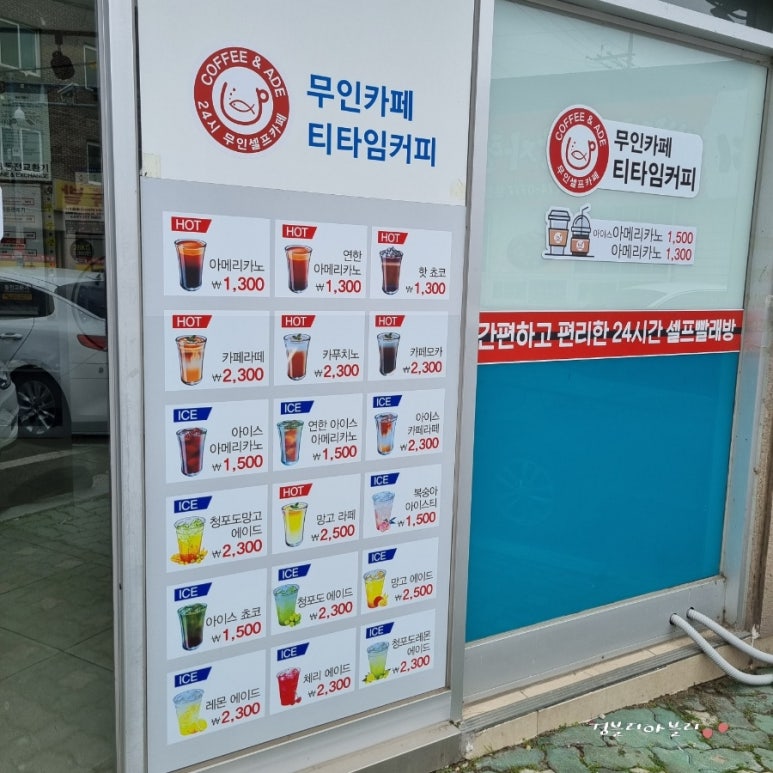 COFFEE & ADE
24시 무인셀프카페
무인카페
티타임커피
HOT
아메리카노
₩1,300
HOT
연한
아메리카노
₩1,300
HOT
핫 쵸코
₩1,300
HOT
카페라떼
₩2,300
HOT
카푸치노
₩2,300
HOT
카페모카
₩2,300
ICE
아이스
아메리카노
₩1,500
ICE
연한 아이스
아메리카노
₩1,500
ICE
아이스
카페라떼
₩2,300
ICE
청포도망고
에이드
₩2,300
HOT
망고 라떼
₩2,500
ICE
복숭아
아이스티
₩1,500
ICE
아이스 쵸코
₩1,500
ICE
청포도 에이드
₩2,300
ICE
망고 에이드
₩2,500
ICE
레몬 에이드
₩2,300
ICE
체리 에이드
₩2,300
ICE
청포도레몬
에이드
₩2,300
COFFEE & ADE
무인셀프카페
무인카페
티타임커피
아이스아메리카노 1,500
아메리카노 1,300
간편하고 편리한 24시간 셀프빨래방
동전교환기